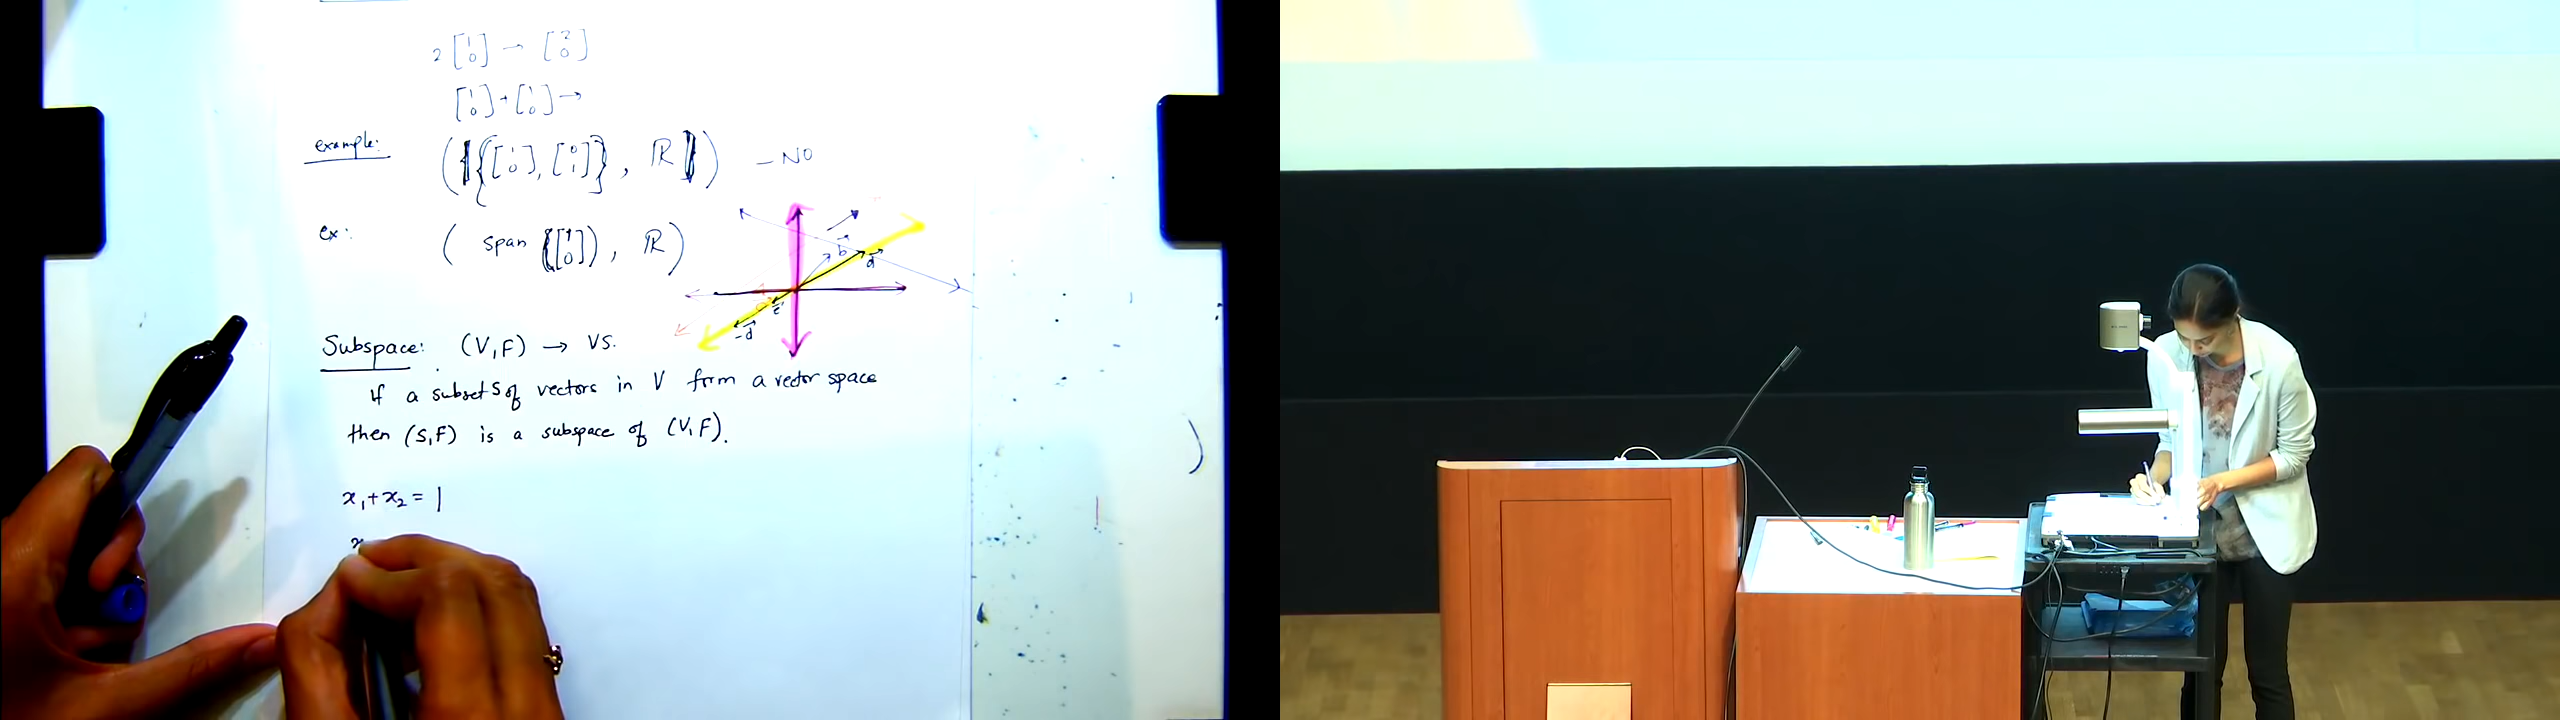 2 [1 0] → [2 0]
[1 0] + [1 0] →
example: ( { [1 0], [0 1] } , ℝ ) – NO
ex: ( span { [1 0] } , ℝ )
b
d
c
-d
Subspace: (V, F) → VS.
If a subset S of vectors in V form a vector space
then (S, F) is a subspace of (V, F).
x₁ + x₂ = 1
x